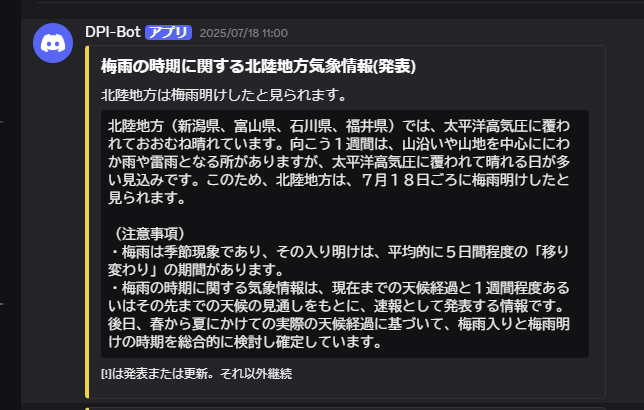 DPI-Bot アプリ 2025/07/18 11:00
梅雨の時期に関する北陸地方気象情報(発表)
北陸地方は梅雨明けしたと見られます。
北陸地方（新潟県、富山県、石川県、福井県）では、太平洋高気圧に覆わ
れておおむね晴れています。向こう１週間は、山沿いや山地を中心ににわ
か雨や雷雨となる所がありますが、太平洋高気圧に覆われて晴れる日が多
い見込みです。このため、北陸地方は、７月１８日ごろに梅雨明けしたと
見られます。
（注意事項）
・梅雨は季節現象であり、その入り明けは、平均的に５日間程度の「移り
変わり」の期間があります。
・梅雨の時期に関する気象情報は、現在までの天候経過と１週間程度ある
いはその先までの天候の見通しをもとに、速報として発表する情報です。
後日、春から夏にかけての実際の天候経過に基づいて、梅雨入りと梅雨明
けの時期を総合的に検討し確定しています。
[!]は発表または更新。それ以外継続